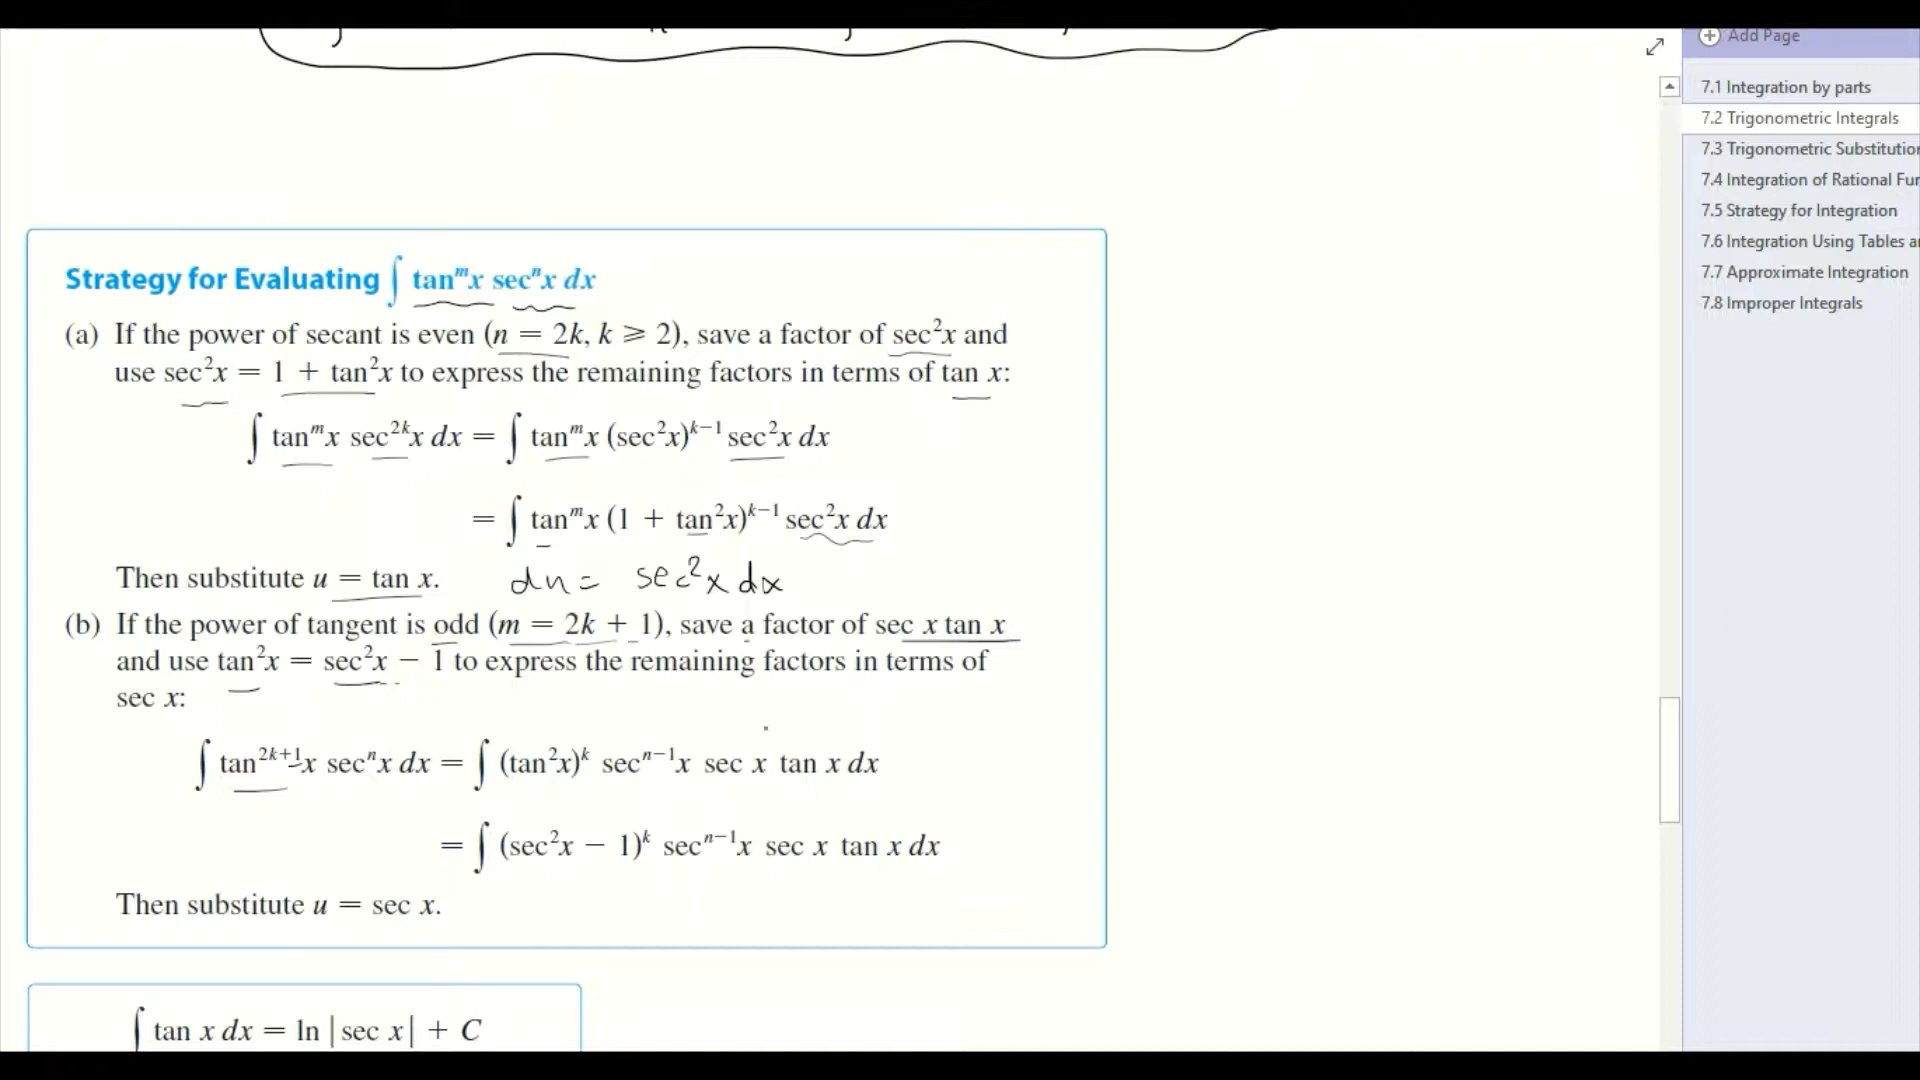 Add Page
7.1 Integration by parts
7.2 Trigonometric Integrals
7.3 Trigonometric Substitution
7.4 Integration of Rational Fun
7.5 Strategy for Integration
7.6 Integration Using Tables a
7.7 Approximate Integration
7.8 Improper Integrals
Strategy for Evaluating ∫ tanᵐx secⁿx dx
(a) If the power of secant is even (n = 2k, k ⩾ 2), save a factor of sec²x and
use sec²x = 1 + tan²x to express the remaining factors in terms of tan x:
∫ tanᵐx sec²ᵏx dx = ∫ tanᵐx (sec²x)ᵏ⁻¹ sec²x dx
= ∫ tanᵐx (1 + tan²x)ᵏ⁻¹ sec²x dx
Then substitute u = tan x. du = sec²x dx
(b) If the power of tangent is odd (m = 2k + 1), save a factor of sec x tan x
and use tan²x = sec²x − 1 to express the remaining factors in terms of
sec x:
∫ tan²ᵏ⁺¹x secⁿx dx = ∫ (tan²x)ᵏ secⁿ⁻¹x sec x tan x dx
= ∫ (sec²x − 1)ᵏ secⁿ⁻¹x sec x tan x dx
Then substitute u = sec x.
∫ tan x dx = ln |sec x| + C